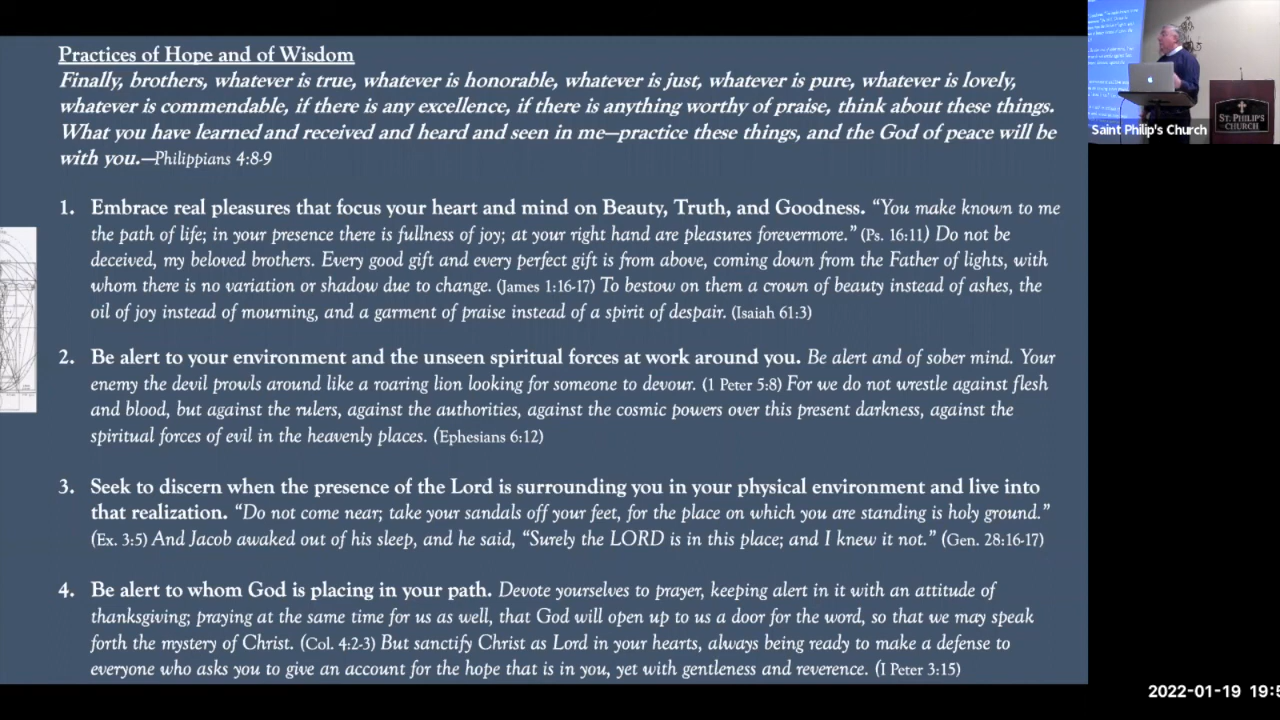 Practices of Hope and of Wisdom
Finally, brothers, whatever is true, whatever is honorable, whatever is just, whatever is pure, whatever is lovely,
whatever is commendable, if there is any excellence, if there is anything worthy of praise, think about these things.
What you have learned and received and heard and seen in me—practice these things, and the God of peace will be
with you.—Philippians 4:8-9
1. Embrace real pleasures that focus your heart and mind on Beauty, Truth, and Goodness. “You make known to me
the path of life; in your presence there is fullness of joy; at your right hand are pleasures forevermore.” (Ps. 16:11) Do not be
deceived, my beloved brothers. Every good gift and every perfect gift is from above, coming down from the Father of lights, with
whom there is no variation or shadow due to change. (James 1:16-17) To bestow on them a crown of beauty instead of ashes, the
oil of joy instead of mourning, and a garment of praise instead of a spirit of despair. (Isaiah 61:3)
2. Be alert to your environment and the unseen spiritual forces at work around you. Be alert and of sober mind. Your
enemy the devil prowls around like a roaring lion looking for someone to devour. (1 Peter 5:8) For we do not wrestle against flesh
and blood, but against the rulers, against the authorities, against the cosmic powers over this present darkness, against the
spiritual forces of evil in the heavenly places. (Ephesians 6:12)
3. Seek to discern when the presence of the Lord is surrounding you in your physical environment and live into
that realization. “Do not come near; take your sandals off your feet, for the place on which you are standing is holy ground.”
(Ex. 3:5) And Jacob awaked out of his sleep, and he said, “Surely the LORD is in this place; and I knew it not.” (Gen. 28:16-17)
4. Be alert to whom God is placing in your path. Devote yourselves to prayer, keeping alert in it with an attitude of
thanksgiving; praying at the same time for us as well, that God will open up to us a door for the word, so that we may speak
forth the mystery of Christ. (Col. 4:2-3) But sanctify Christ as Lord in your hearts, always being ready to make a defense to
everyone who asks you to give an account for the hope that is in you, yet with gentleness and reverence. (I Peter 3:15)
Saint Philip's Church
ST. PHILIP'S
CHURCH
2022-01-19 19:5